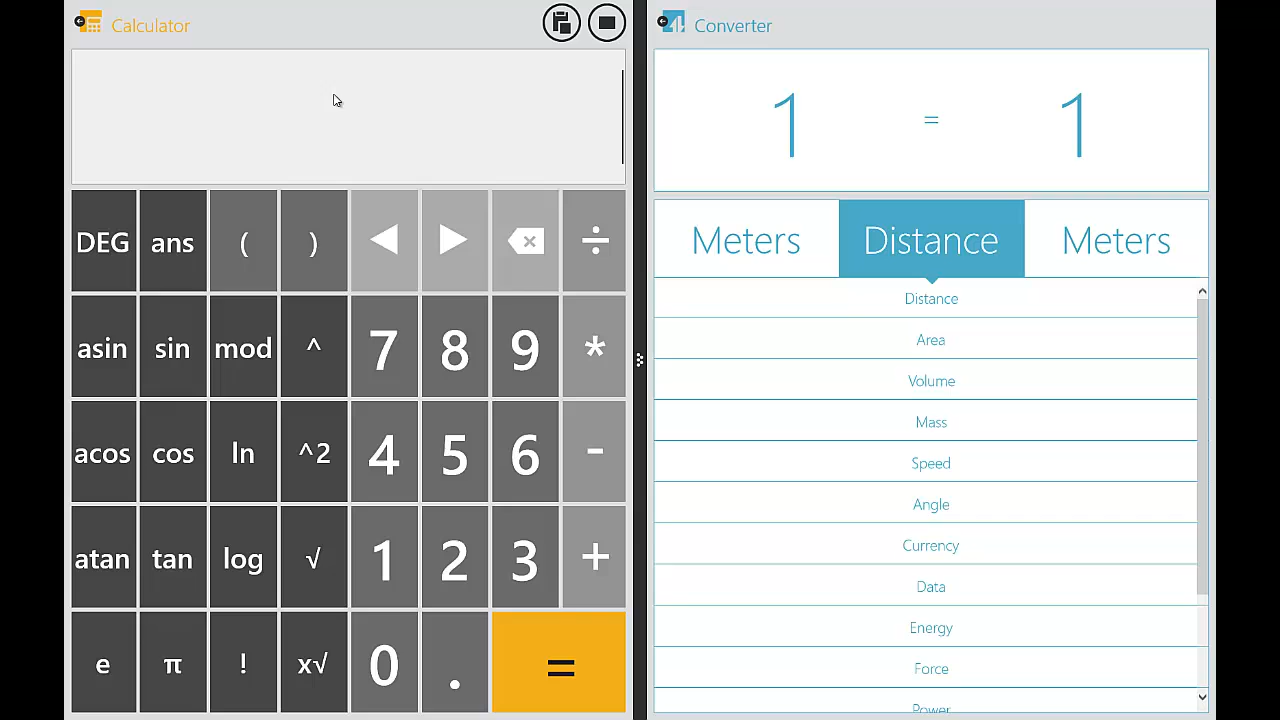 Calculator
DEG ans ( ) ÷
asin sin mod ^ 7 8 9 *
acos cos ln ^2 4 5 6 -
atan tan log √ 1 2 3 +
e π ! x√ 0 . =
Converter
1 = 1
Meters Distance Meters
Distance
Area
Volume
Mass
Speed
Angle
Currency
Data
Energy
Force
Power